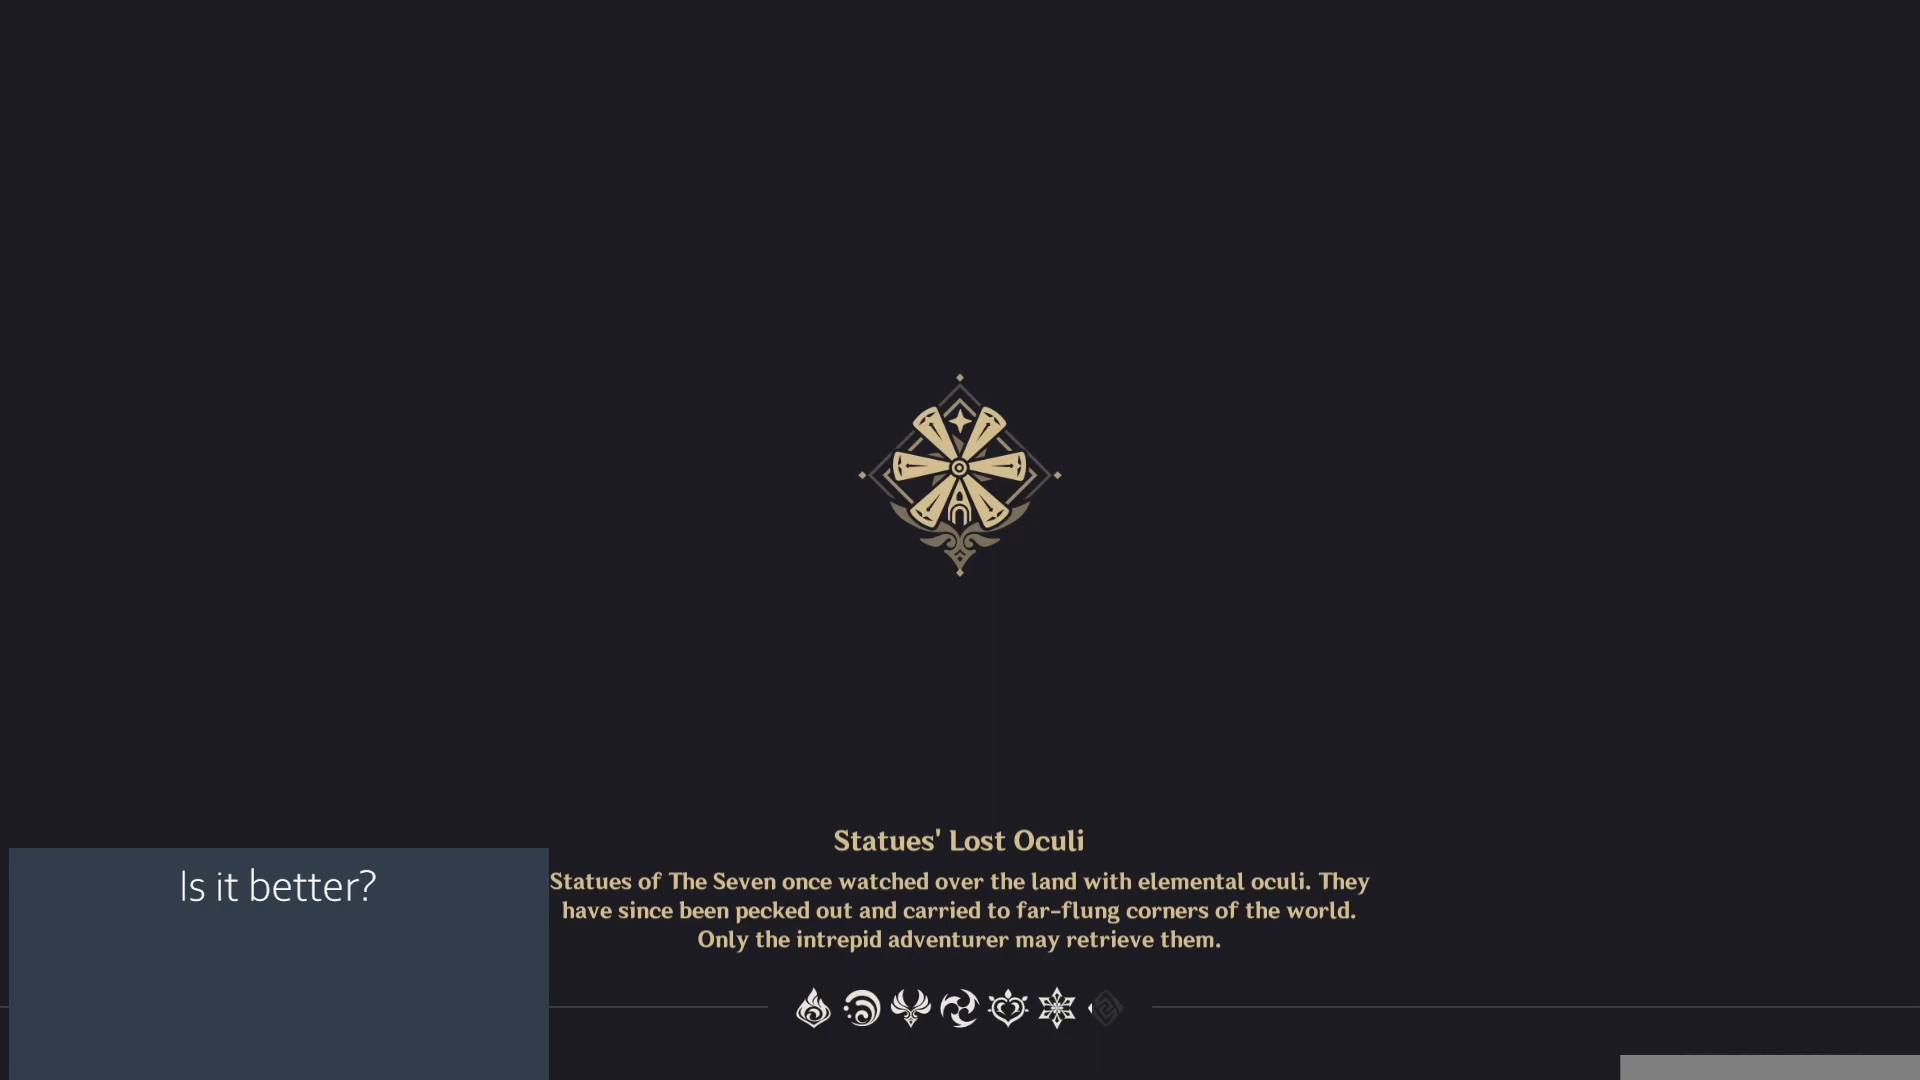 Statues' Lost Oculi
Is it better?
Statues of The Seven once watched over the land with elemental oculi. They
have since been pecked out and carried to far-flung corners of the world.
Only the intrepid adventurer may retrieve them.